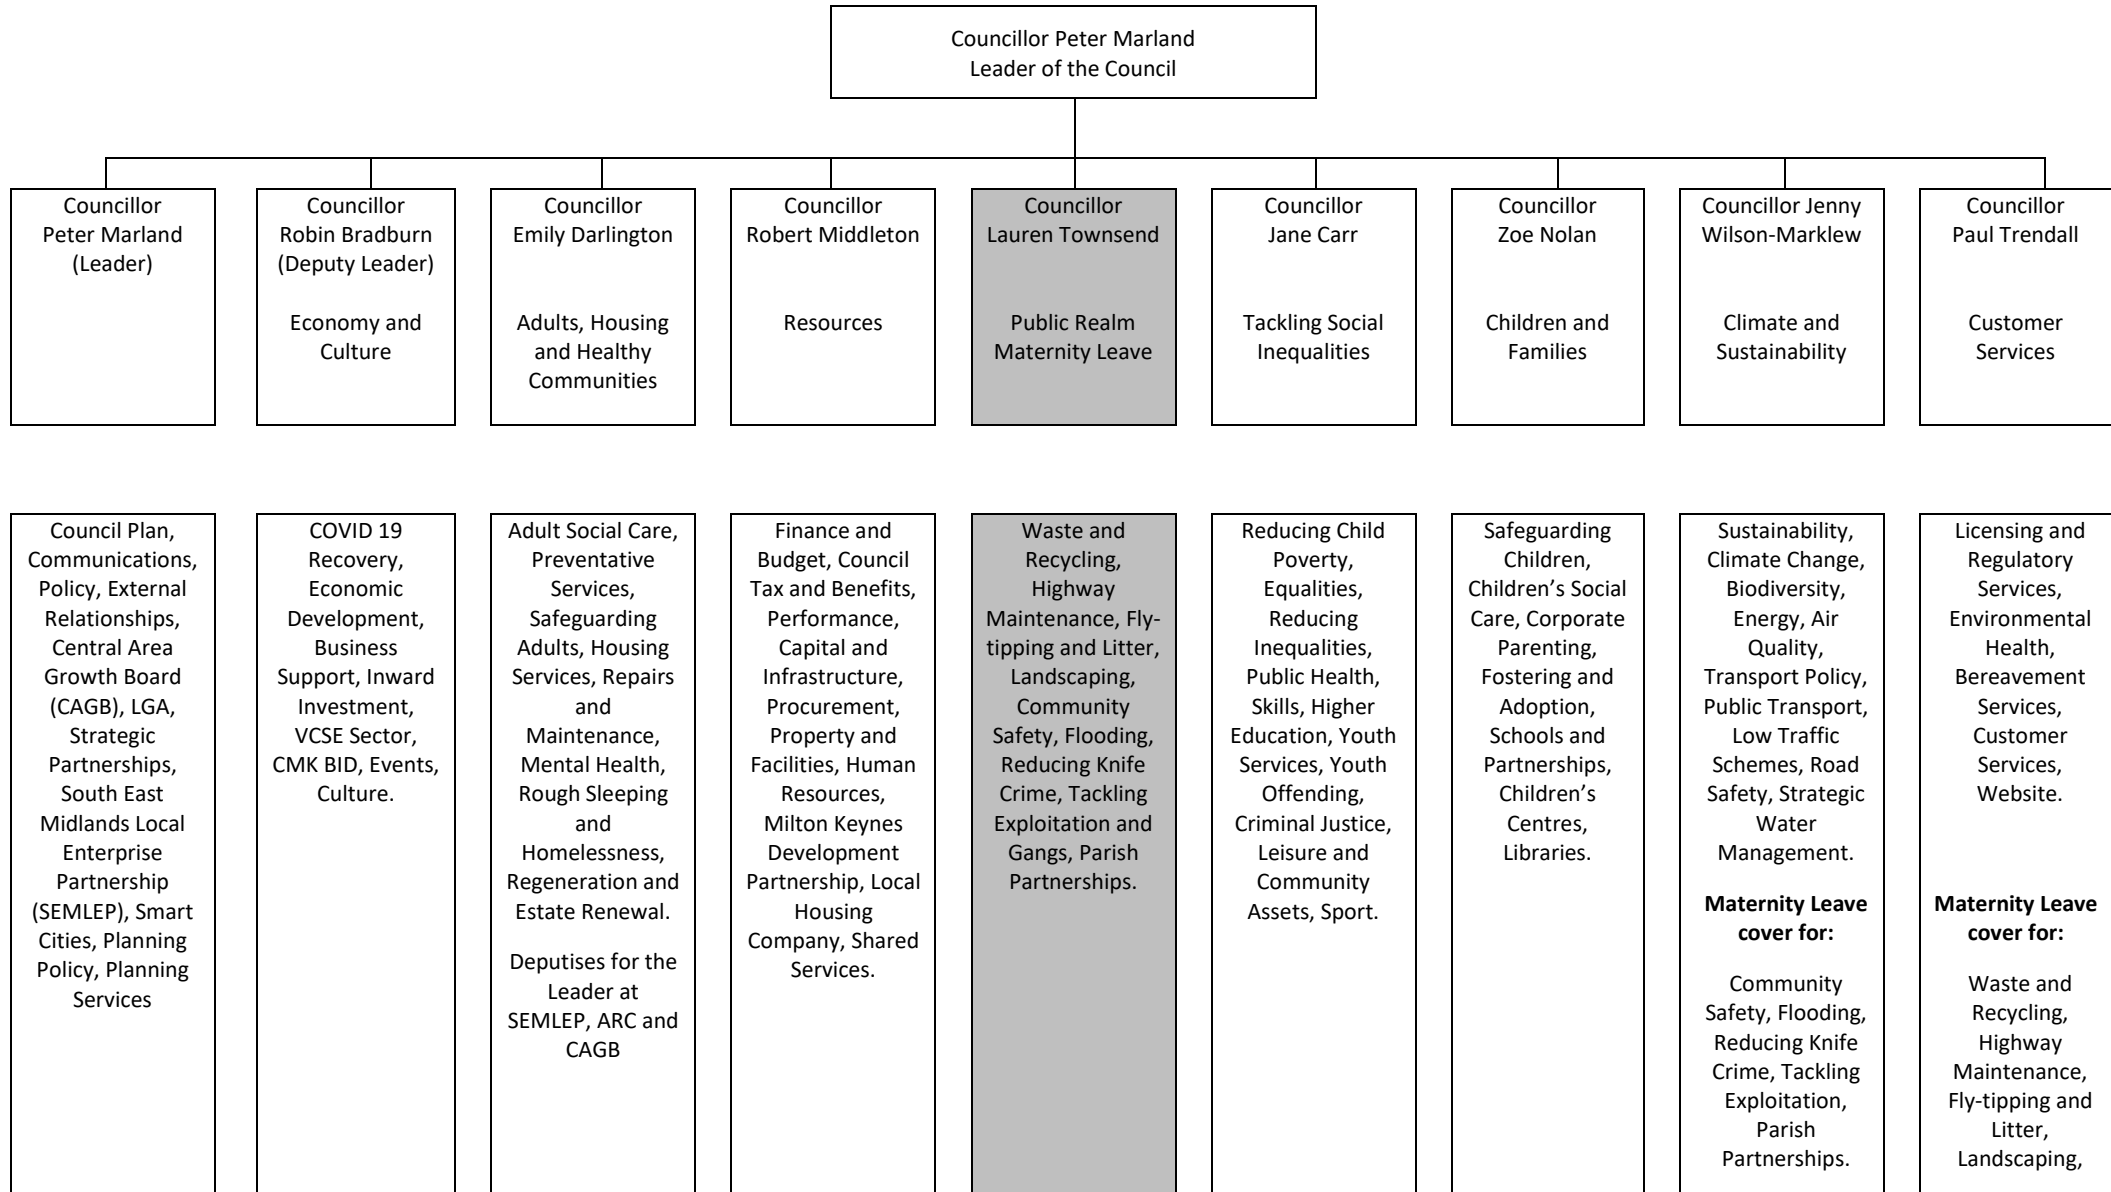 Councillor Peter Marland
Leader of the Council
Councillor
Peter Marland
(Leader)
Councillor
Robin Bradburn
(Deputy Leader)
Economy and
Culture
Councillor
Emily Darlington
Adults, Housing
and Healthy
Communities
Councillor
Robert Middleton
Resources
Councillor
Lauren Townsend
Public Realm
Maternity Leave
Councillor
Jane Carr
Tackling Social
Inequalities
Councillor
Zoe Nolan
Children and
Families
Councillor Jenny
Wilson-Marklew
Climate and
Sustainability
Councillor
Paul Trendall
Customer
Services
Council Plan,
Communications,
Policy, External
Relationships,
Central Area
Growth Board
(CAGB), LGA,
Strategic
Partnerships,
South East
Midlands Local
Enterprise
Partnership
(SEMLEP), Smart
Cities, Planning
Policy, Planning
Services
COVID 19
Recovery,
Economic
Development,
Business
Support, Inward
Investment,
VCSE Sector,
CMK BID, Events,
Culture.
Adult Social Care,
Preventative
Services,
Safeguarding
Adults, Housing
Services, Repairs
and
Maintenance,
Mental Health,
Rough Sleeping
and
Homelessness,
Regeneration and
Estate Renewal.
Deputises for the
Leader at
SEMLEP, ARC and
CAGB
Finance and
Budget, Council
Tax and Benefits,
Performance,
Capital and
Infrastructure,
Procurement,
Property and
Facilities, Human
Resources,
Milton Keynes
Development
Partnership, Local
Housing
Company, Shared
Services.
Waste and
Recycling,
Highway
Maintenance, Fly-
tipping and Litter,
Landscaping,
Community
Safety, Flooding,
Reducing Knife
Crime, Tackling
Exploitation and
Gangs, Parish
Partnerships.
Reducing Child
Poverty,
Equalities,
Reducing
Inequalities,
Public Health,
Skills, Higher
Education, Youth
Services, Youth
Offending,
Criminal Justice,
Leisure and
Community
Assets, Sport.
Safeguarding
Children,
Children’s Social
Care, Corporate
Parenting,
Fostering and
Adoption,
Schools and
Partnerships,
Children’s
Centres,
Libraries.
Sustainability,
Climate Change,
Biodiversity,
Energy, Air
Quality,
Transport Policy,
Public Transport,
Low Traffic
Schemes, Road
Safety, Strategic
Water
Management.
Maternity Leave
cover for:
Community
Safety, Flooding,
Reducing Knife
Crime, Tackling
Exploitation,
Parish
Partnerships.
Licensing and
Regulatory
Services,
Environmental
Health,
Bereavement
Services,
Customer
Services,
Website.
Maternity Leave
cover for:
Waste and
Recycling,
Highway
Maintenance,
Fly-tipping and
Litter,
Landscaping,